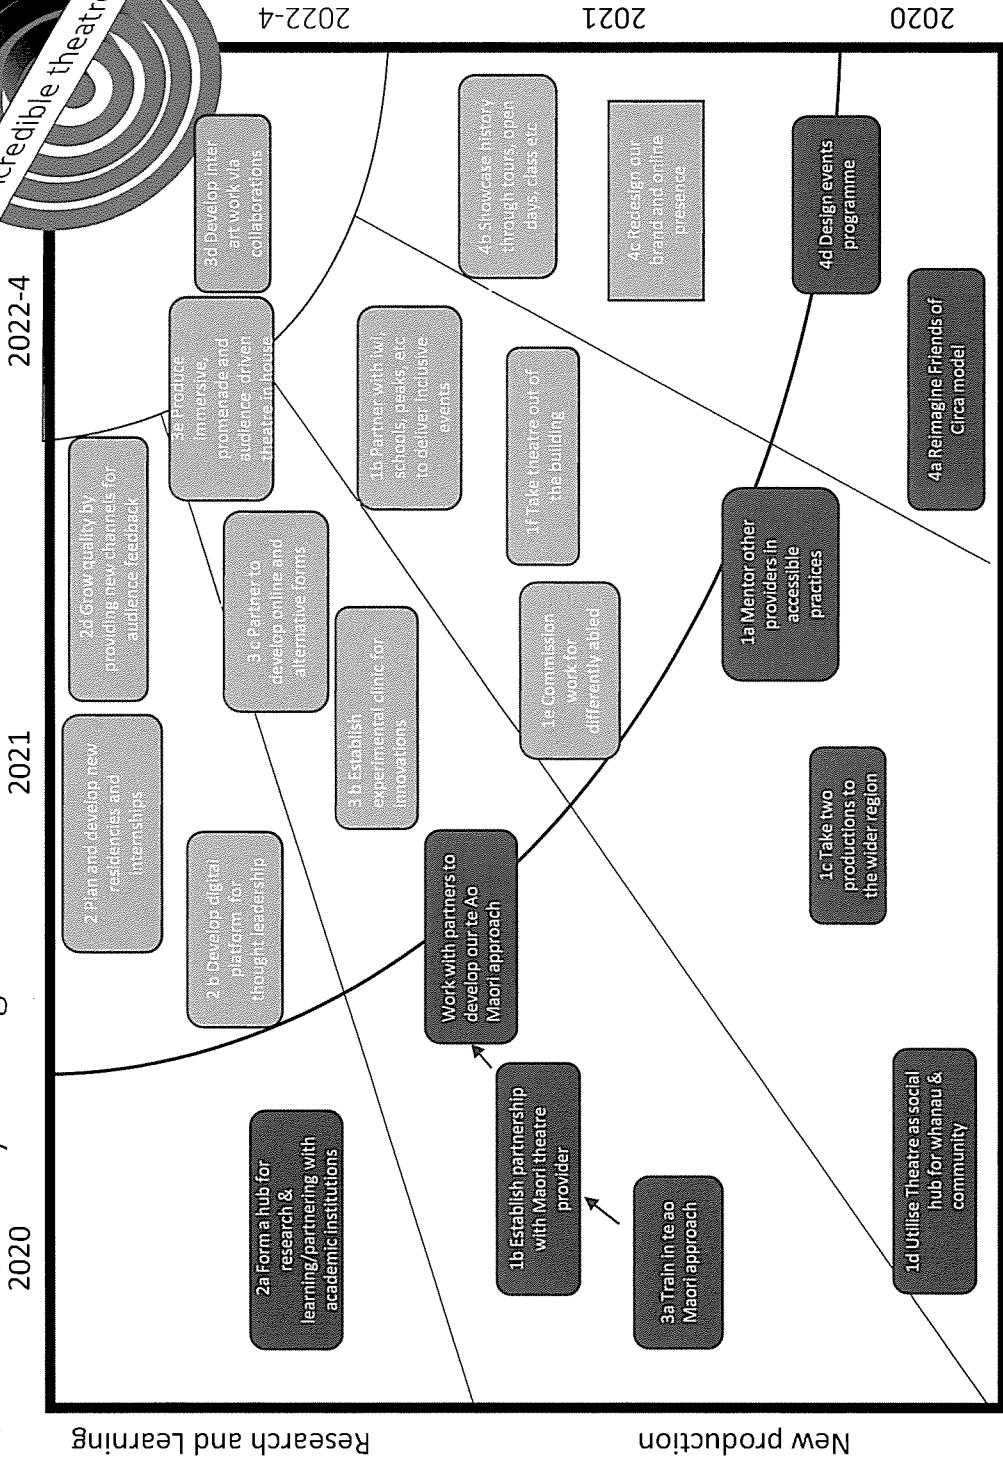 2020
2021
2022-4
credible theatre
2 Plan and develop new
residencies and
Internships
2d Grow quality by
providing new channels for
audience feedback
2 b Develop digital
platform for
thought leadership
3e Produce
immersive,
promenade and
audience driven
theatre in house
3d Develop inter
art work via
collaborations
2022-4
2a Form a hub for
research &
learning/partnering with
academic institutions
3 c Partner to
develop online and
alternative forms
3 b Establish
experimental clinic for
innovations
1b Partner with iwi,
schools, peaks, etc
to deliver inclusive
events
Research and Learning
Work with partners to
develop our te Ao
Maori approach
4b Showcase history
through tours, open
days, class etc
1b Establish partnership
with Maori theatre
provider
1e Commission
work for
differently abled
1f Take theatre out of
the building
2021
3a Train in te ao
Maori approach
4c Redesign our
brand and online
presence
New production
1a Mentor other
providers in
accessible
practices
1c Take two
productions to
the wider region
4d Design events
programme
1d Utilise Theatre as social
hub for whanau &
community
4a Reimagine Friends of
Circa model
2020